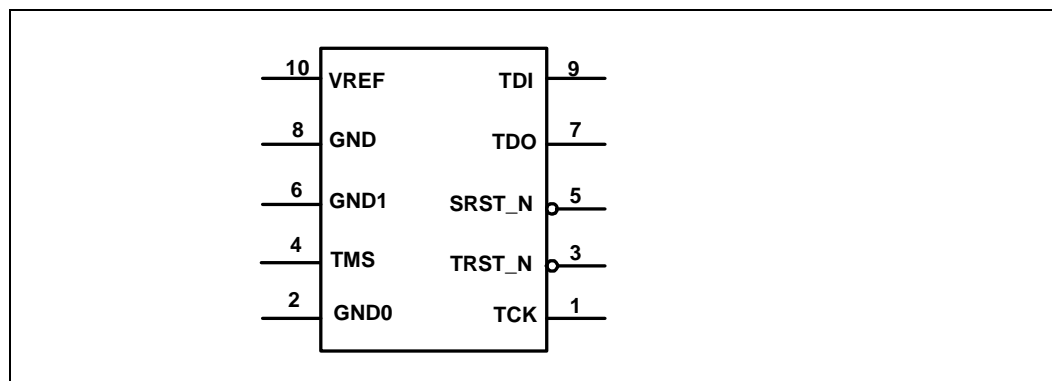 10 VREF TDI 9
8 GND TDO 7
6 GND1 SRST_N 5
4 TMS TRST_N 3
2 GND0 TCK 1